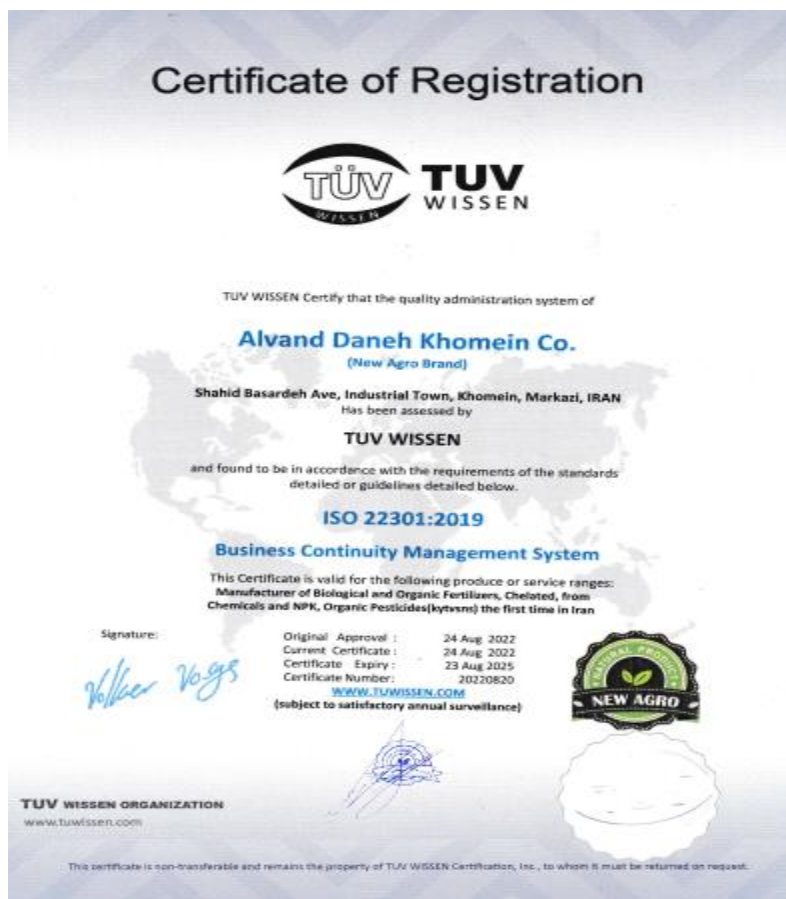 Certificate of Registration
TÜV
WISSEN
TUV
WISSEN
TUV WISSEN Certify that the quality administration system of
Alvand Daneh Khomein Co.
(New Agro Brand)
Shahid Basardeh Ave, Industrial Town, Khomein, Markazi, IRAN
Has been assessed by
TUV WISSEN
and found to be in accordance with the requirements of the standards
detailed or guidelines detailed below.
ISO 22301:2019
Business Continuity Management System
This Certificate is valid for the following produce or service ranges:
Manufacturer of Biological and Organic Fertilizers, Chelated, from
Chemicals and NPK, Organic Pesticides(kytvsns) the first time in Iran
Signature:
Volker Voges
Original Approval : 24 Aug 2022
Current Certificate : 24 Aug 2022
Certificate Expiry : 23 Aug 2025
Certificate Number: 20220820
WWW.TUWISSEN.COM
(subject to satisfactory annual surveillance)
NATURAL PRODUCT
NEW AGRO
TUV WISSEN ORGANIZATION
www.tuwissen.com
This certificate is non-transferable and remains the property of TUV WISSEN Certification, Inc., to whom it must be returned on request.